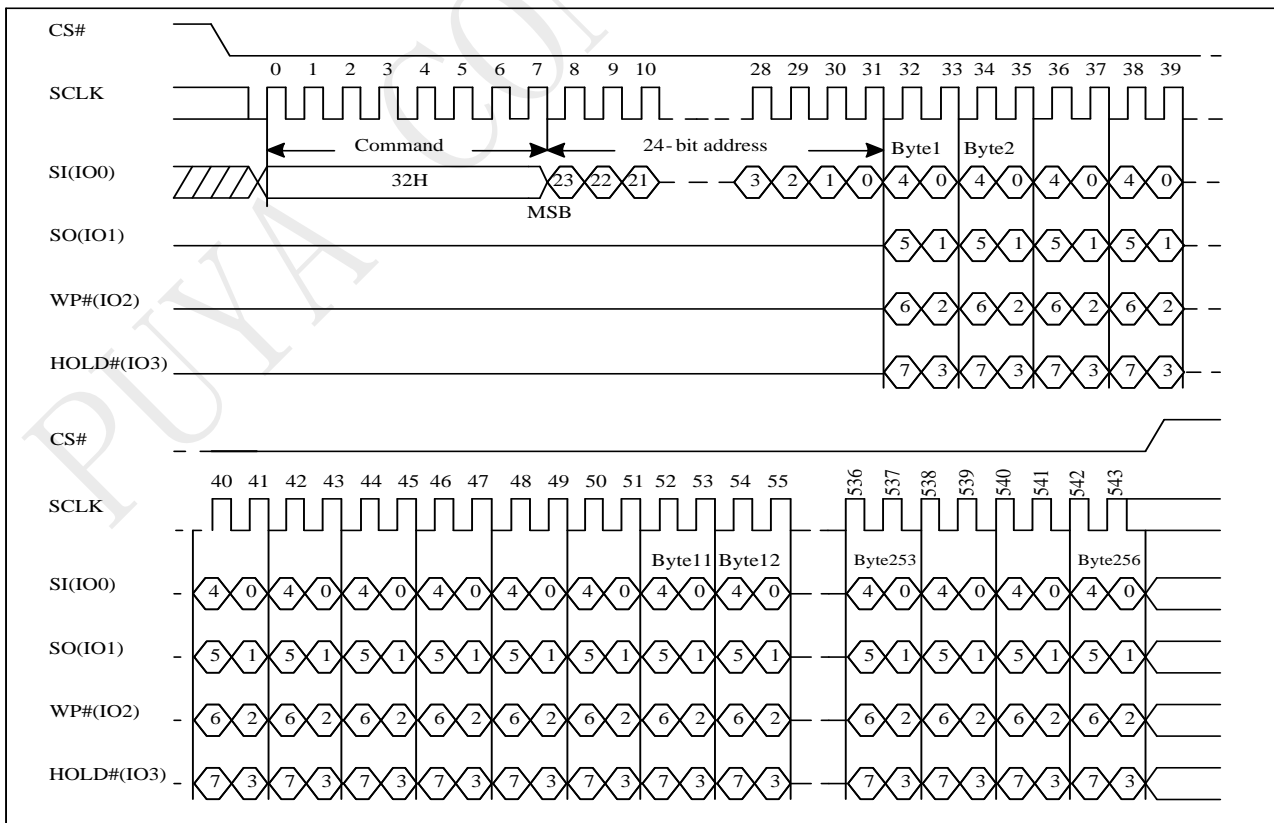 CS#
0 1 2 3 4 5 6 7 8 9 10 28 29 30 31 32 33 34 35 36 37 38 39
SCLK
Command 24-bit address Byte1 Byte2
SI(IO0) 32H 23 22 21 3 2 1 0 4 0 4 0 4 0 4 0
MSB
SO(IO1) 5 1 5 1 5 1 5 1
WP#(IO2) 6 2 6 2 6 2 6 2
HOLD#(IO3) 7 3 7 3 7 3 7 3
CS#
40 41 42 43 44 45 46 47 48 49 50 51 52 53 54 55 536 537 538 539 540 541 542 543
SCLK
Byte11 Byte12 Byte253 Byte256
SI(IO0) 4 0 4 0 4 0 4 0 4 0 4 0 4 0 4 0 4 0 4 0 4 0 4 0
SO(IO1) 5 1 5 1 5 1 5 1 5 1 5 1 5 1 5 1 5 1 5 1 5 1 5 1
WP#(IO2) 6 2 6 2 6 2 6 2 6 2 6 2 6 2 6 2 6 2 6 2 6 2 6 2
HOLD#(IO3) 7 3 7 3 7 3 7 3 7 3 7 3 7 3 7 3 7 3 7 3 7 3 7 3
PUYA